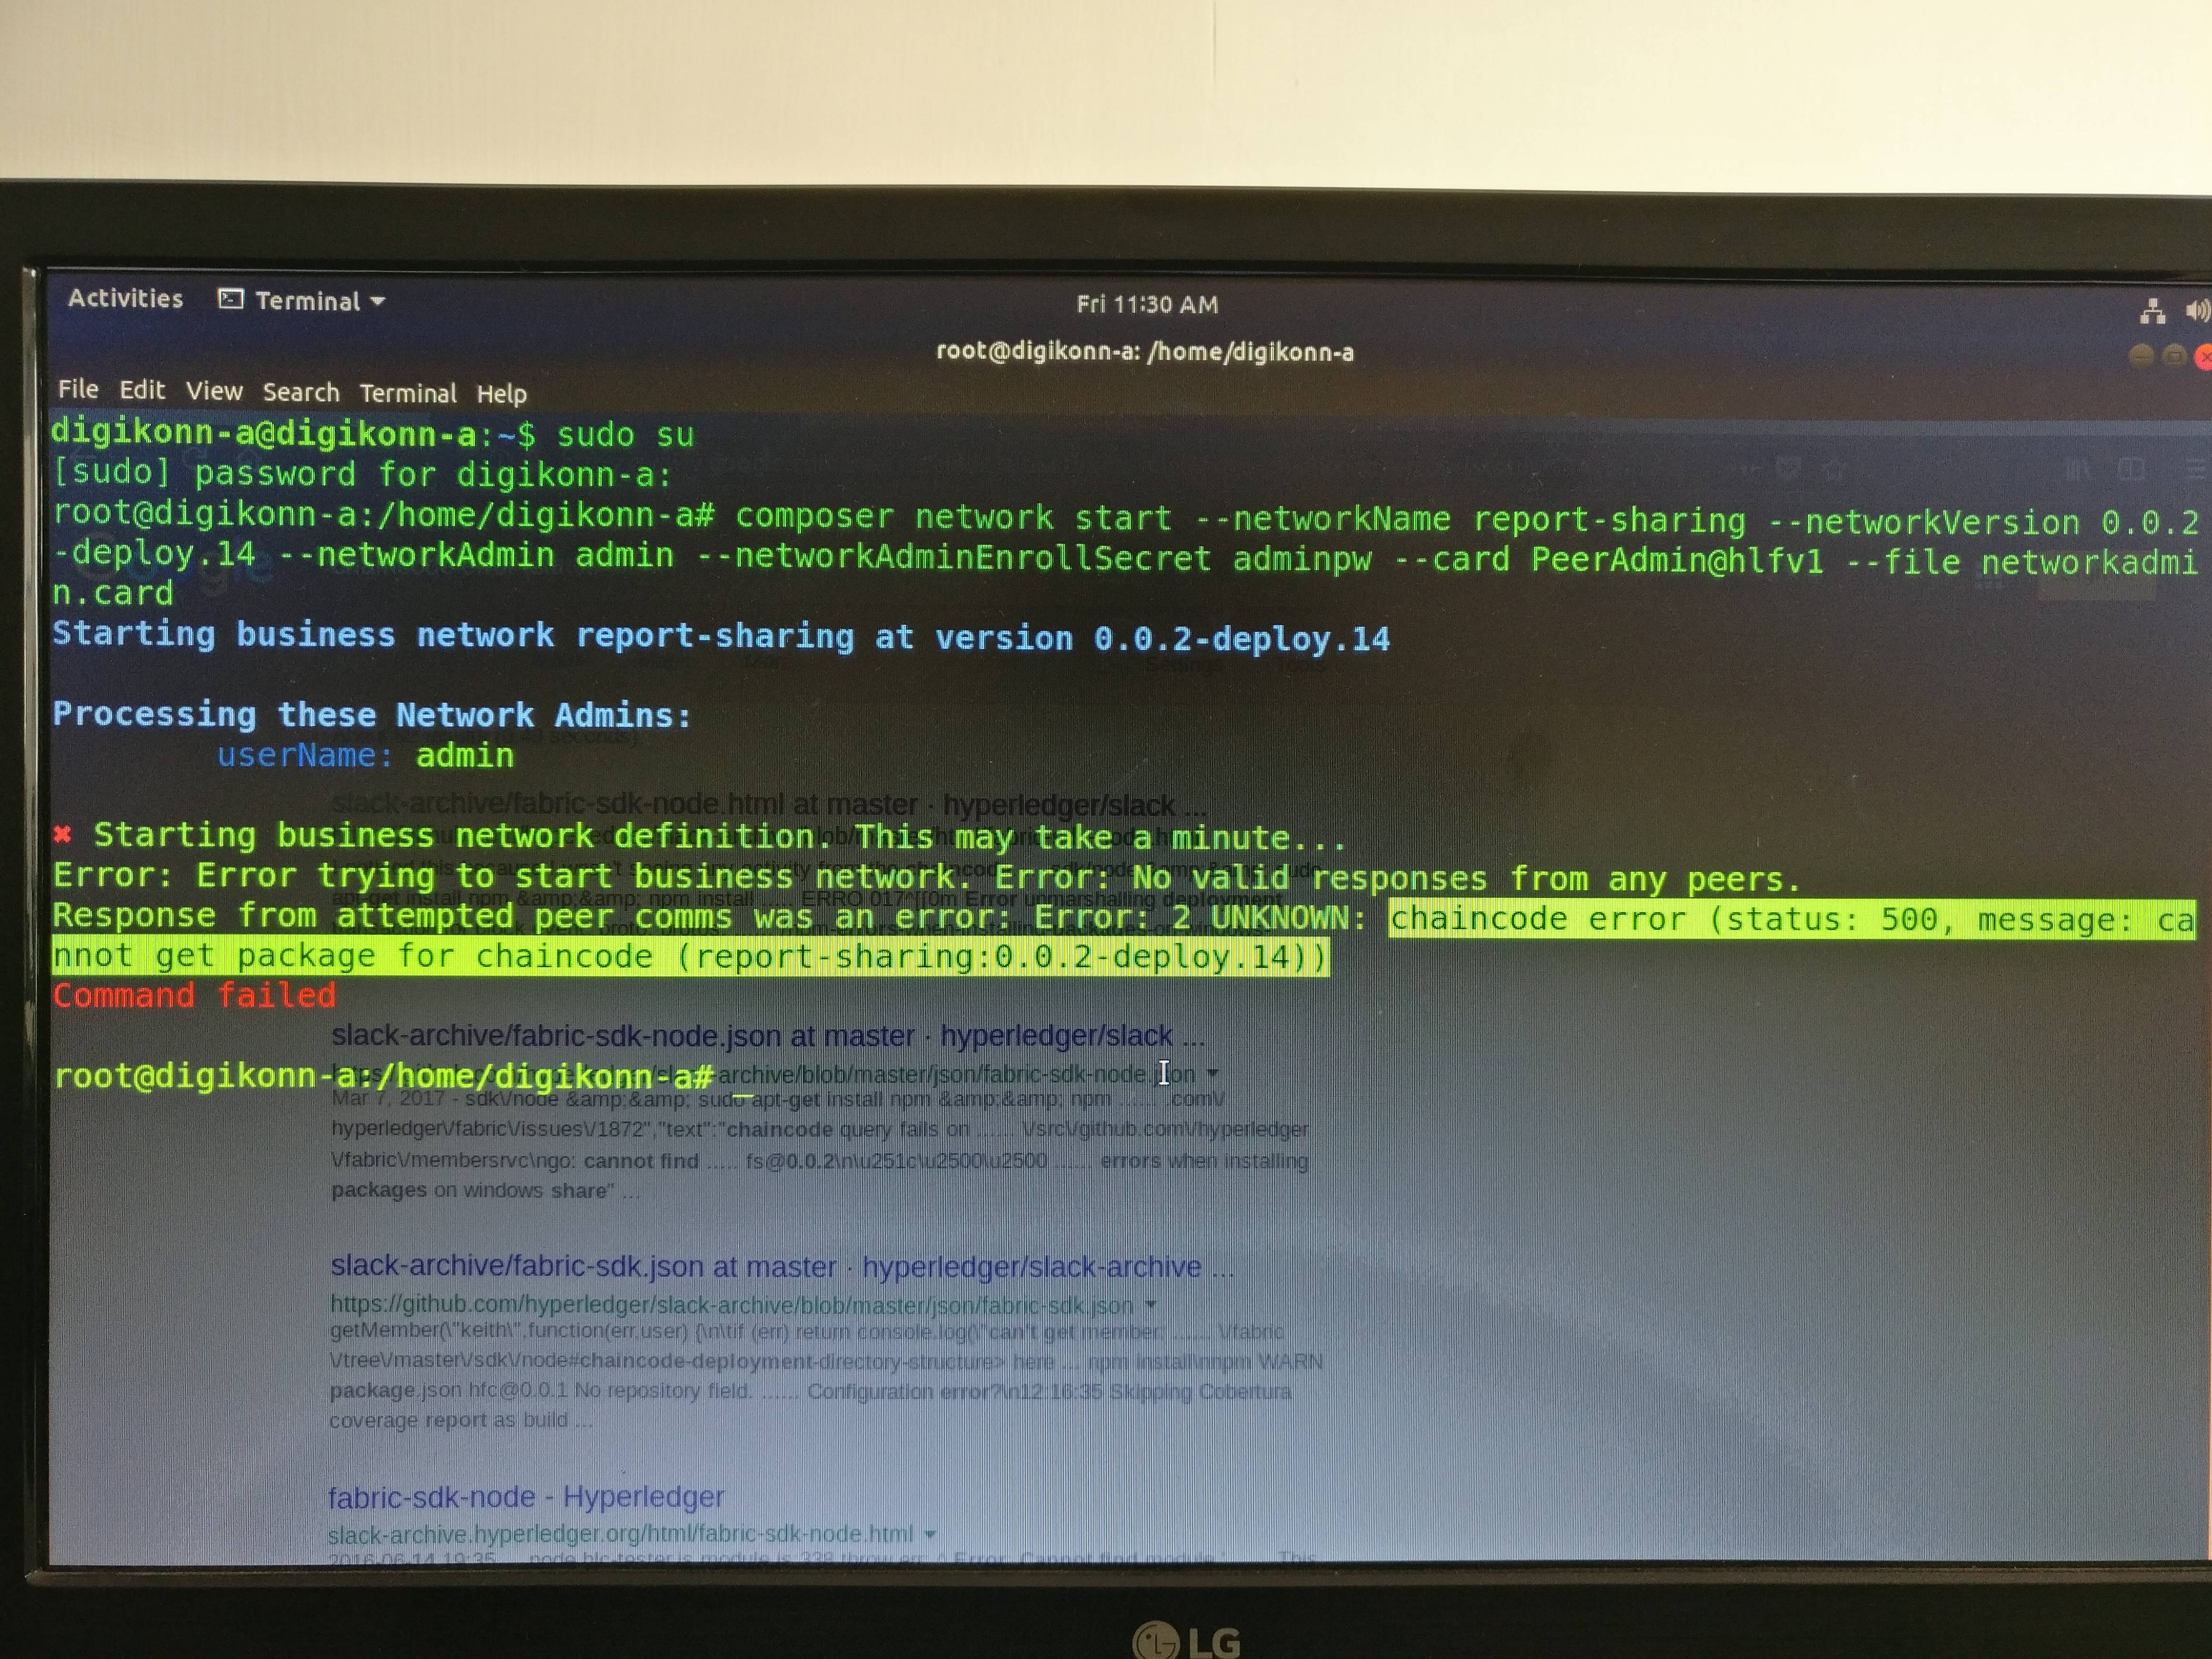 Activities Terminal Fri 11:30 AM
root@digikonn-a: /home/digikonn-a
File Edit View Search Terminal Help
digikonn-a@digikonn-a:~$ sudo su
[sudo] password for digikonn-a:
root@digikonn-a:/home/digikonn-a# composer network start --networkName report-sharing --networkVersion 0.0.2
-deploy.14 --networkAdmin admin --networkAdminEnrollSecret adminpw --card PeerAdmin@hlfv1 --file networkadmi
n.card
Starting business network report-sharing at version 0.0.2-deploy.14
Processing these Network Admins:
userName: admin
slack-archive/fabric-sdk-node.html at master · hyperledger/slack ...
✖ Starting business network definition. This may take a minute...
Error: Error trying to start business network. Error: No valid responses from any peers.
Response from attempted peer comms was an error: Error: 2 UNKNOWN: chaincode error (status: 500, message: ca
nnot get package for chaincode (report-sharing:0.0.2-deploy.14))
Command failed
slack-archive/fabric-sdk-node.json at master · hyperledger/slack ...
root@digikonn-a:/home/digikonn-a#
archive/blob/master/json/fabric-sdk-node.json
Mar 7, 2017 - sdk\/node &amp;&amp; sudo apt-get install npm &amp;&amp; npm ...... .com\/
hyperledger\/fabric\/issues\/1872","text":"chaincode query fails on ...... \/src\/github.com\/hyperledger
\/fabric\/membersrvc\ngo: cannot find ..... fs@0.0.2\n\u251c\u2500\u2500 ...... errors when installing
packages on windows share" ...
slack-archive/fabric-sdk.json at master · hyperledger/slack-archive ...
https://github.com/hyperledger/slack-archive/blob/master/json/fabric-sdk.json
getMember(\"keith\",function(err,user) {\n\tif (err) return console.log(\"can't get member ...... \/fabric
\/tree\/master\/sdk\/node#chaincode-deployment-directory-structure> here ... npm install\nnpm WARN
package.json hfc@0.0.1 No repository field. ...... Configuration error?\n12:16:35 Skipping Cobertura
coverage report as build ...
fabric-sdk-node - Hyperledger
slack-archive.hyperledger.org/html/fabric-sdk-node.html
LG